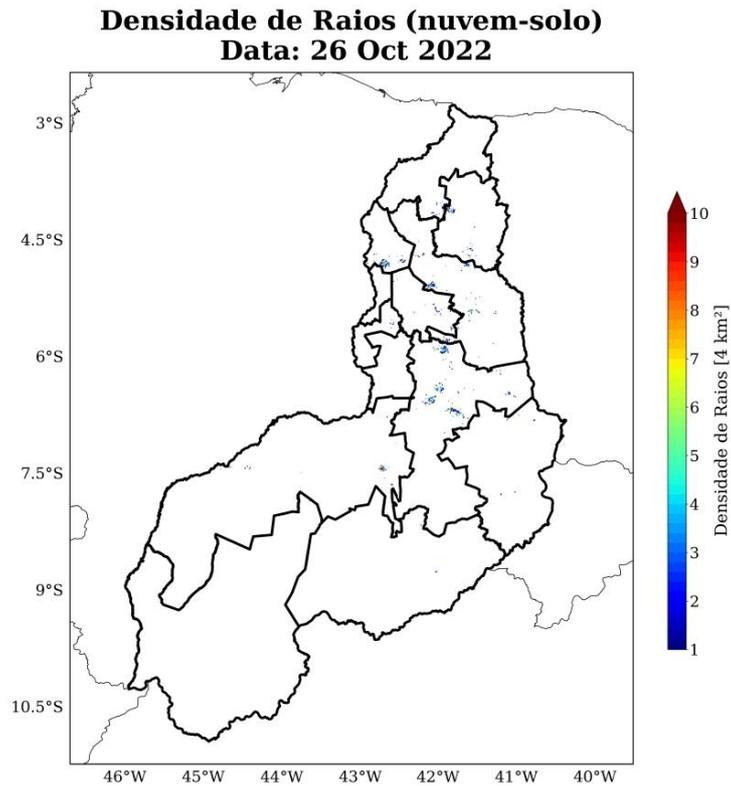 Densidade de Raios (nuvem-solo)
Data: 26 Oct 2022
3°S
4.5°S
6°S
7.5°S
9°S
10.5°S
46°W 45°W 44°W 43°W 42°W 41°W 40°W
10
9
8
7
6
5
4
3
2
1
Densidade de Raios [4 km²]